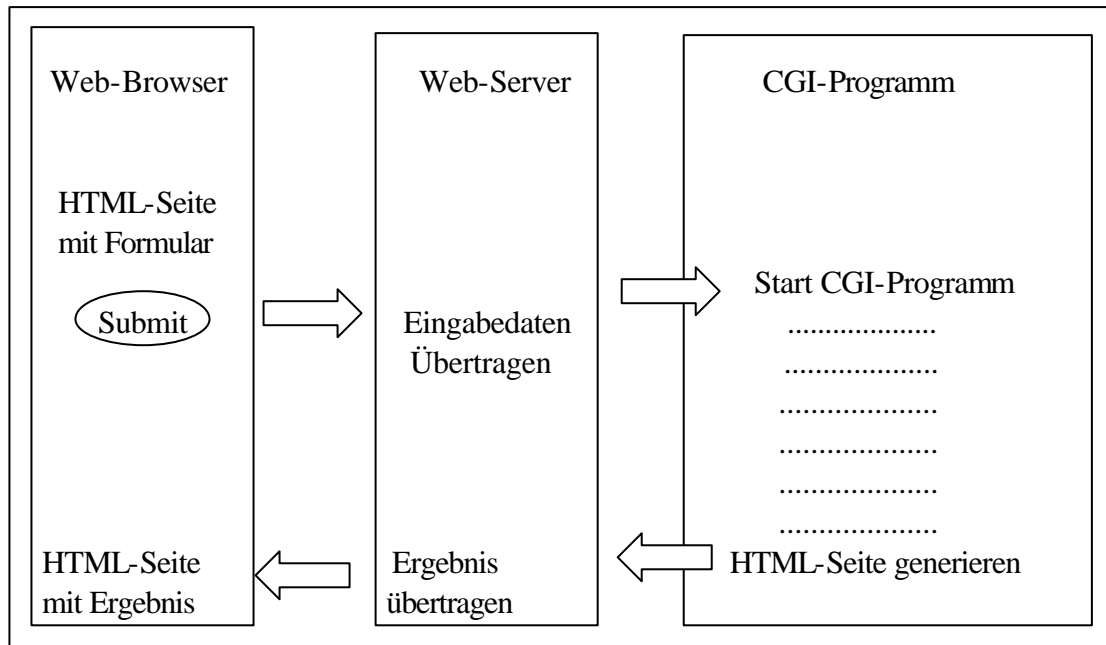 Web-Browser
Web-Server
CGI-Programm
HTML-Seite
mit Formular
Submit
Eingabedaten
Übertragen
Start CGI-Programm
...................
...................
....................
....................
....................
....................
HTML-Seite generieren
Ergebnis
übertragen
HTML-Seite
mit Ergebnis